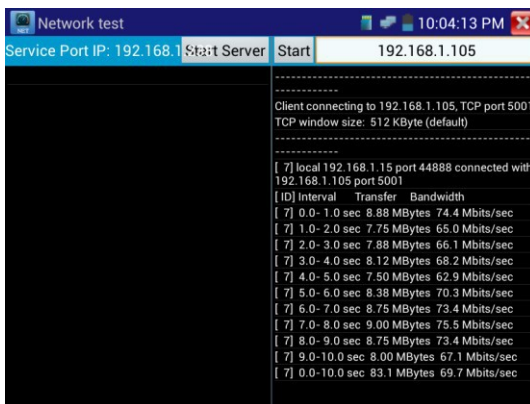 Network test
10:04:13 PM
NET
Service Port IP: 192.168.1
Start Server
Start
192.168.1.105
------------------------------------------------
------------
Client connecting to 192.168.1.105, TCP port 5001
TCP window size: 512 KByte (default)
------------------------------------------------
------------
[ 7] local 192.168.1.15 port 44888 connected with
192.168.1.105 port 5001
[ ID] Interval Transfer Bandwidth
[ 7] 0.0- 1.0 sec 8.88 MBytes 74.4 Mbits/sec
[ 7] 1.0- 2.0 sec 7.75 MBytes 65.0 Mbits/sec
[ 7] 2.0- 3.0 sec 7.88 MBytes 66.1 Mbits/sec
[ 7] 3.0- 4.0 sec 8.12 MBytes 68.2 Mbits/sec
[ 7] 4.0- 5.0 sec 7.50 MBytes 62.9 Mbits/sec
[ 7] 5.0- 6.0 sec 8.38 MBytes 70.3 Mbits/sec
[ 7] 6.0- 7.0 sec 8.75 MBytes 73.4 Mbits/sec
[ 7] 7.0- 8.0 sec 9.00 MBytes 75.5 Mbits/sec
[ 7] 8.0- 9.0 sec 8.75 MBytes 73.4 Mbits/sec
[ 7] 9.0-10.0 sec 8.00 MBytes 67.1 Mbits/sec
[ 7] 0.0-10.0 sec 83.1 MBytes 69.7 Mbits/sec